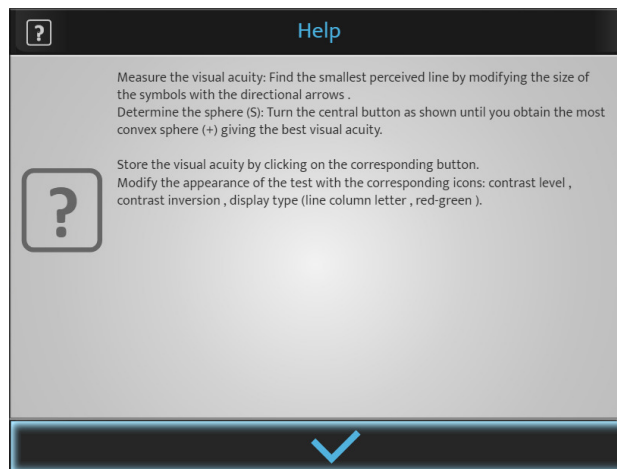 Help
Measure the visual acuity: Find the smallest perceived line by modifying the size of
the symbols with the directional arrows .
Determine the sphere (S): Turn the central button as shown until you obtain the most
convex sphere (+) giving the best visual acuity.
Store the visual acuity by clicking on the corresponding button.
Modify the appearance of the test with the corresponding icons: contrast level ,
contrast inversion , display type (line column letter , red-green ).